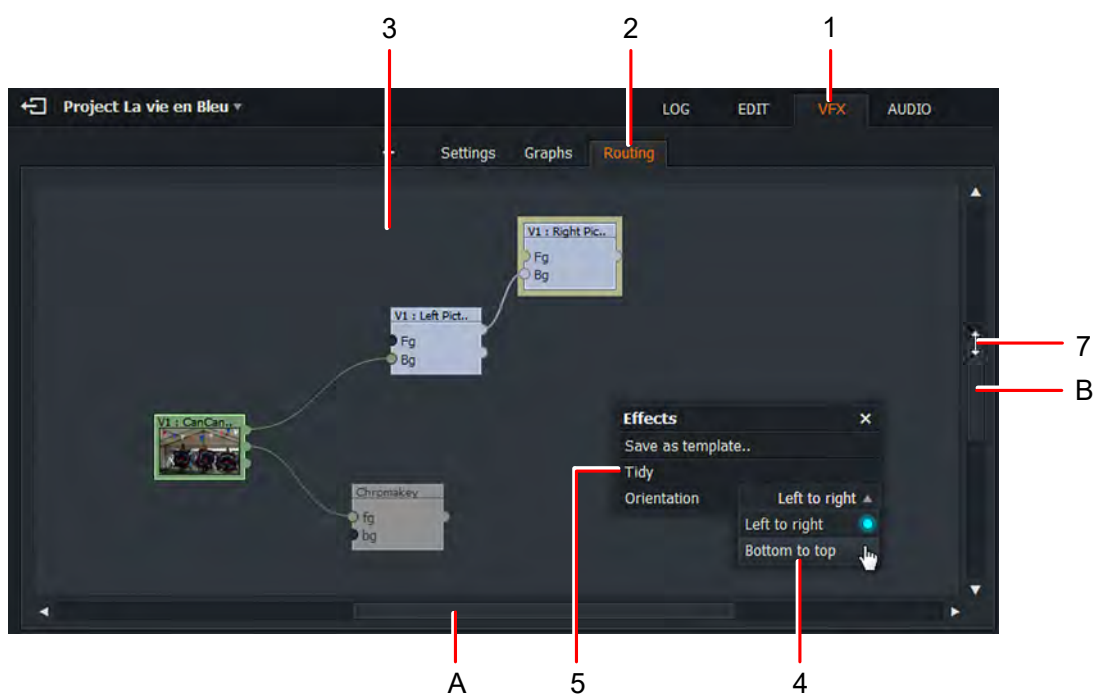 3
2
1
Project La vie en Bleu
LOG
EDIT
VFX
AUDIO
Settings
Graphs
Routing
V1 : Right Pic..
Fg
Bg
V1 : Left Pict..
Fg
Bg
7
B
V1 : CanCan..
Effects
Save as template..
Tidy
Orientation
Left to right
Left to right
Bottom to top
Chromakey
fg
bg
A
5
4